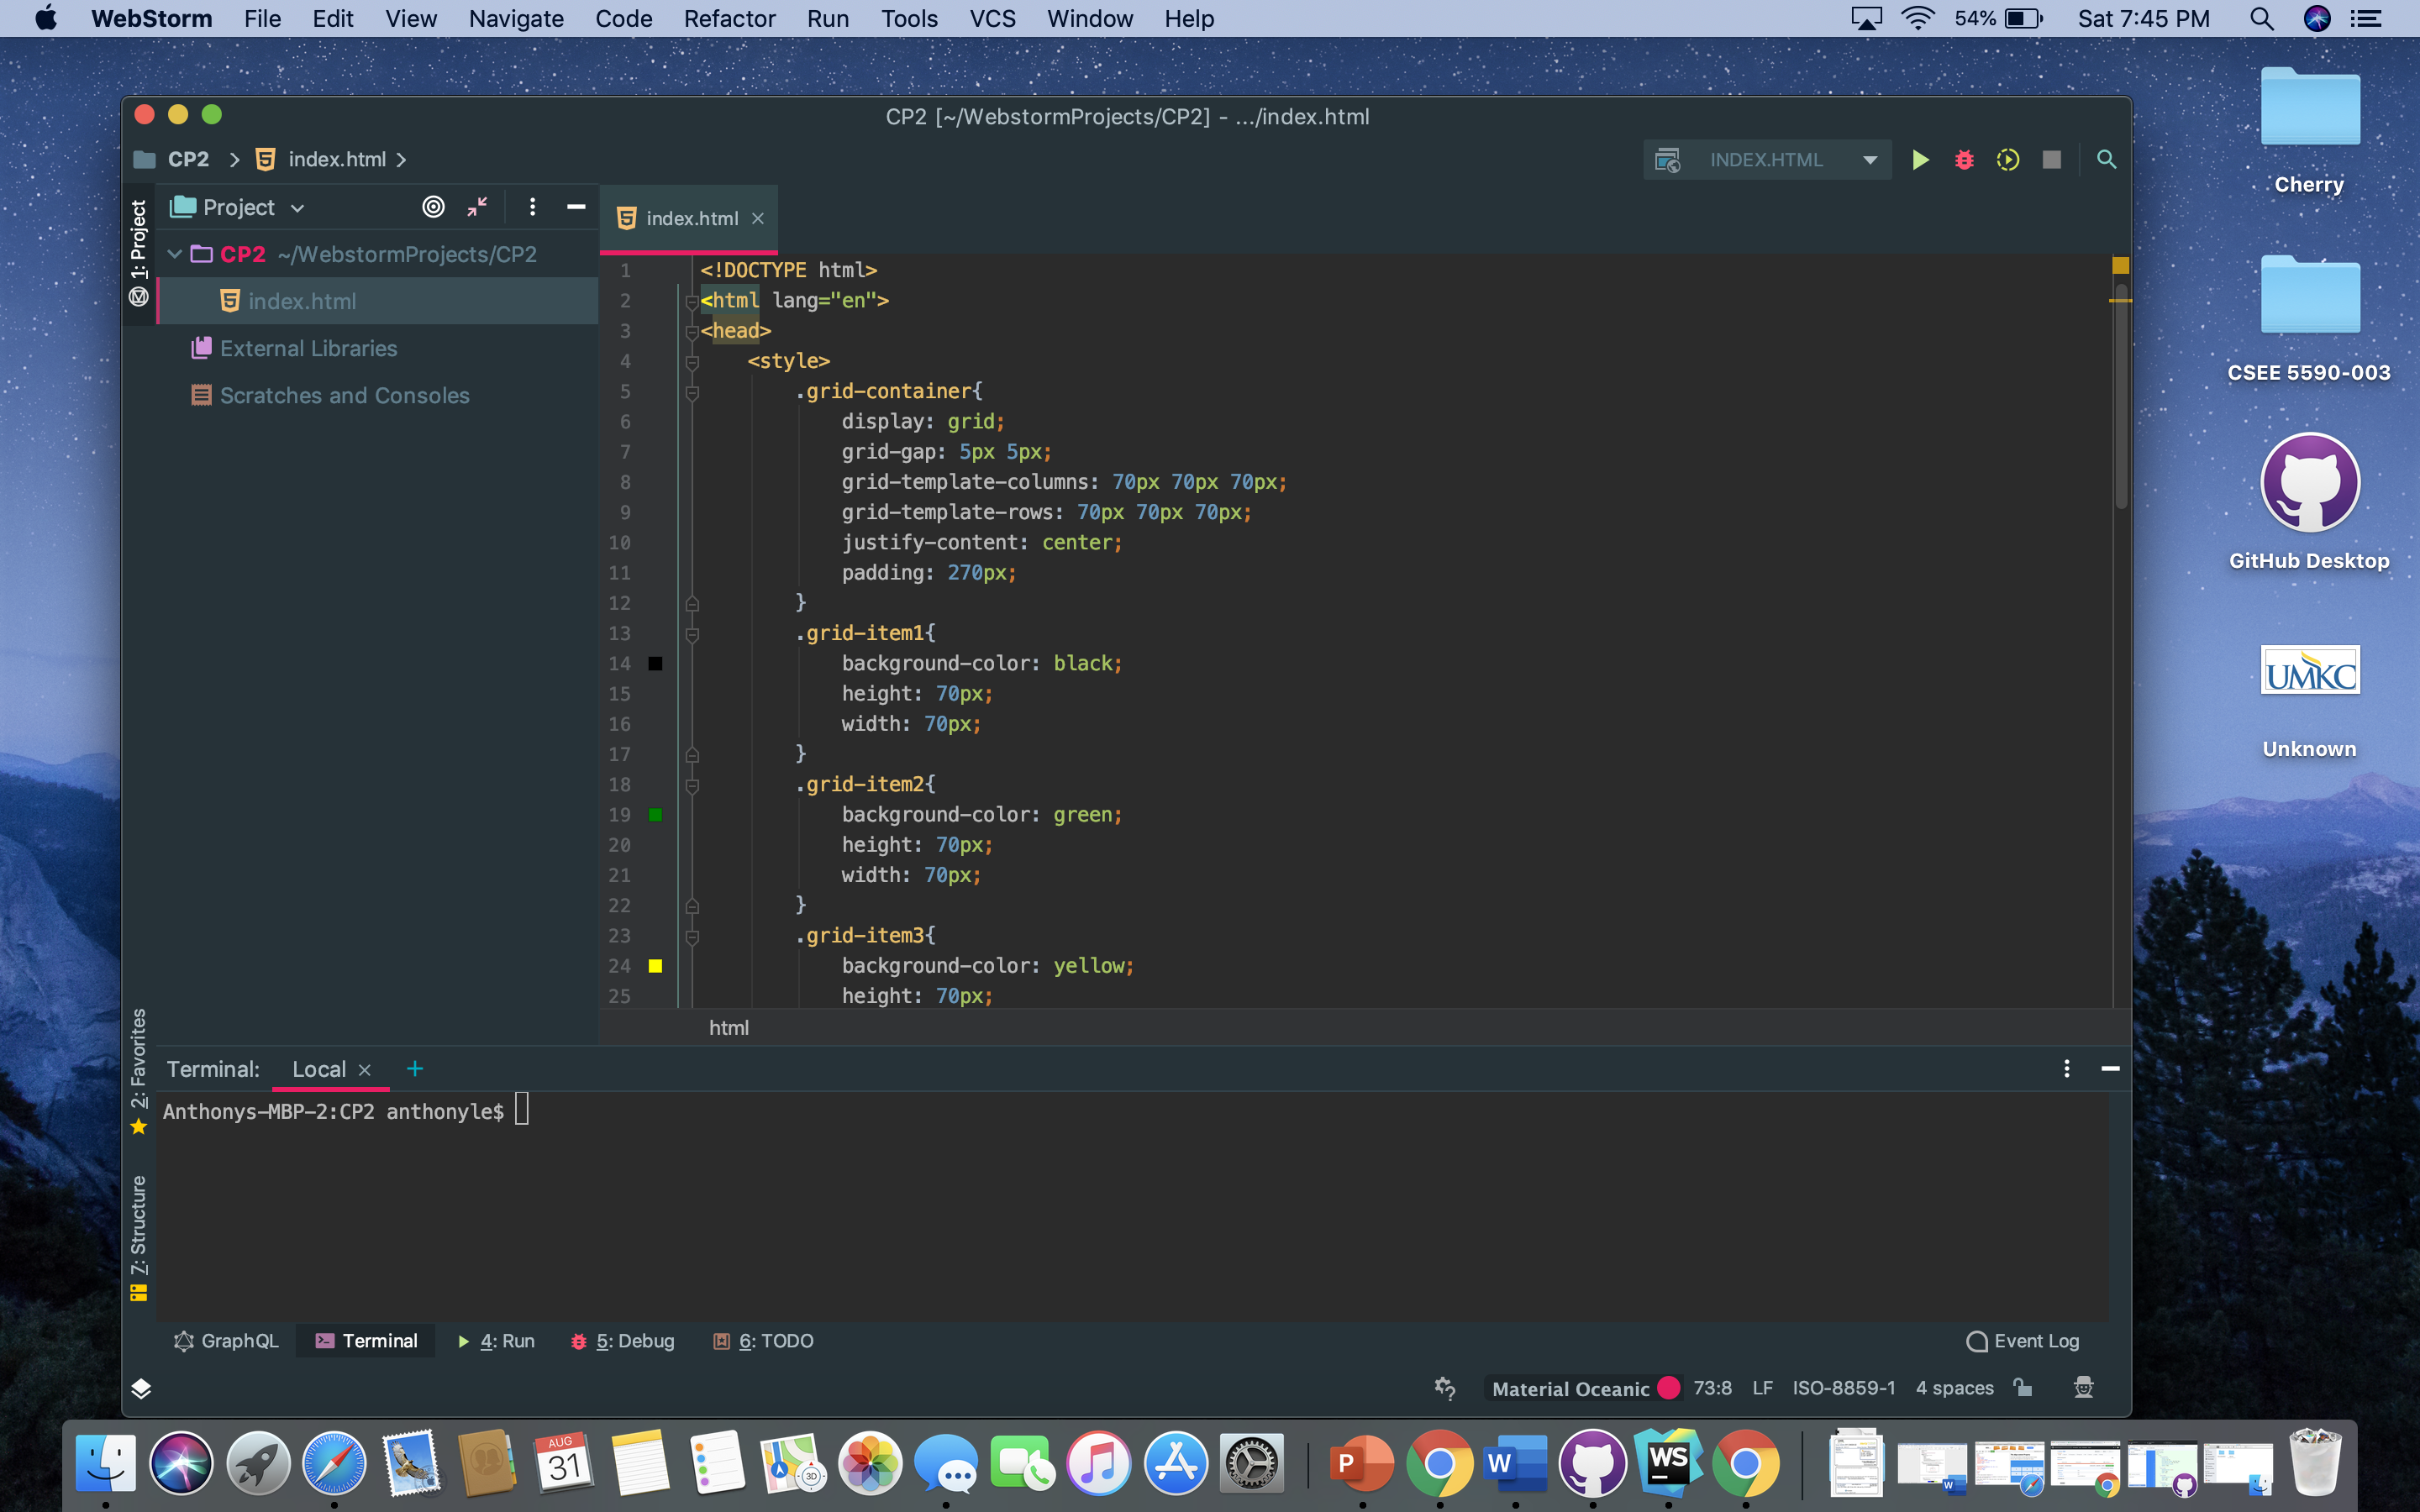 WebStorm File Edit View Navigate Code Refactor Run Tools VCS Window Help 54% Sat 7:45 PM
CP2 [~/WebstormProjects/CP2] - .../index.html
CP2 index.html INDEX.HTML
1: Project
Project
CP2 ~/WebstormProjects/CP2
index.html
External Libraries
Scratches and Consoles
index.html
1 <!DOCTYPE html>
2 <html lang="en">
3 <head>
4 <style>
5 .grid-container{
6 display: grid;
7 grid-gap: 5px 5px;
8 grid-template-columns: 70px 70px 70px;
9 grid-template-rows: 70px 70px 70px;
10 justify-content: center;
11 padding: 270px;
12 }
13 .grid-item1{
14 background-color: black;
15 height: 70px;
16 width: 70px;
17 }
18 .grid-item2{
19 background-color: green;
20 height: 70px;
21 width: 70px;
22 }
23 .grid-item3{
24 background-color: yellow;
25 height: 70px;
html
2: Favorites
7: Structure
Terminal: Local +
Anthonys-MBP-2:CP2 anthonyle$
GraphQL Terminal 4: Run 5: Debug 6: TODO Event Log
Material Oceanic 73:8 LF ISO-8859-1 4 spaces
Cherry
CSEE 5590-003
GitHub Desktop
UMKC
Unknown
AUG
31
3D
P
W
WS